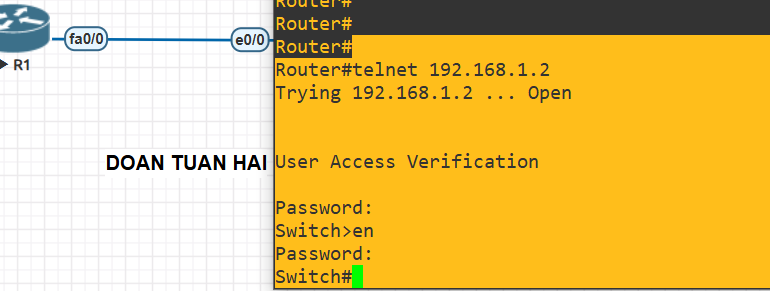 Router#
Router#
Router#
Router#telnet 192.168.1.2
Trying 192.168.1.2 ... Open
User Access Verification
Password:
Switch>en
Password:
Switch#
fa0/0
e0/0
R1
DOAN TUAN HAI